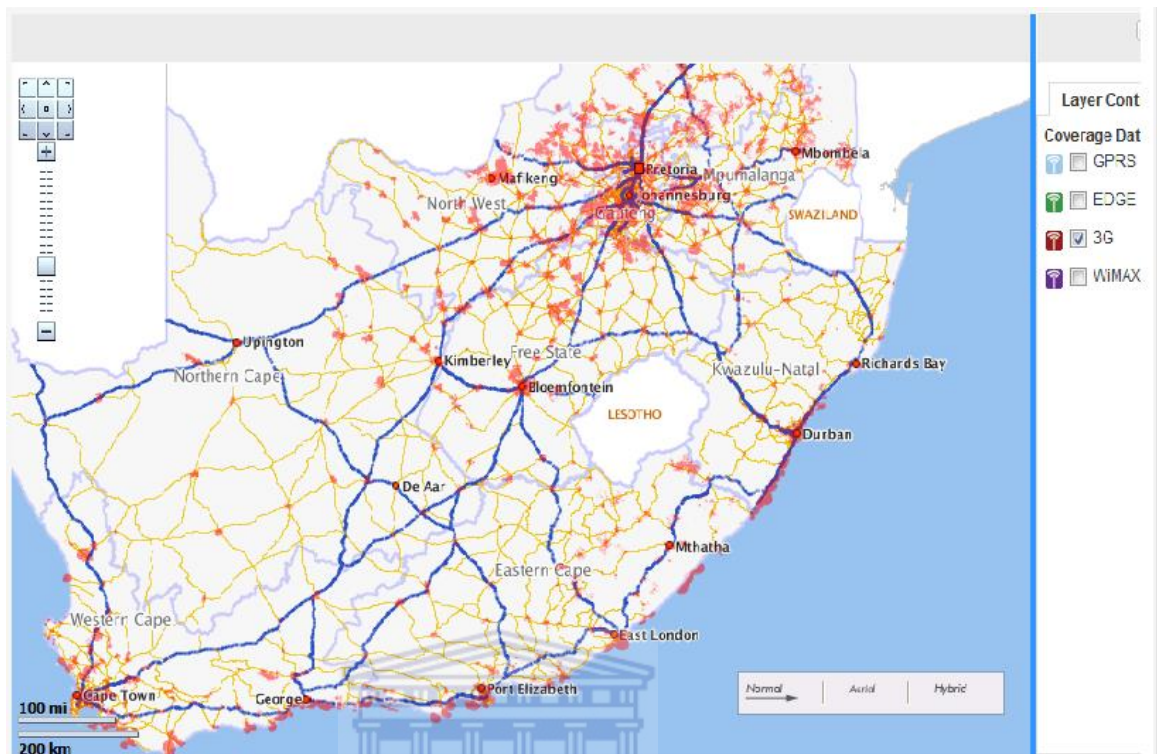 Layer Cont
Coverage Dat
GPRS
EDGE
3G
WiMAX
Mbombela
Pretoria
Mafikeng
Mpumalanga
North West
Johannesburg
Gauteng
SWAZILAND
Upington
Kimberley
Free State
Richards Bay
Northern Cape
Kwazulu-Natal
Bloemfontein
LESOTHO
Durban
De Aar
Mthatha
Eastern Cape
Western Cape
East London
Port Elizabeth
Cape Town
George
Normal
Aerial
Hybrid
100 mi
200 km